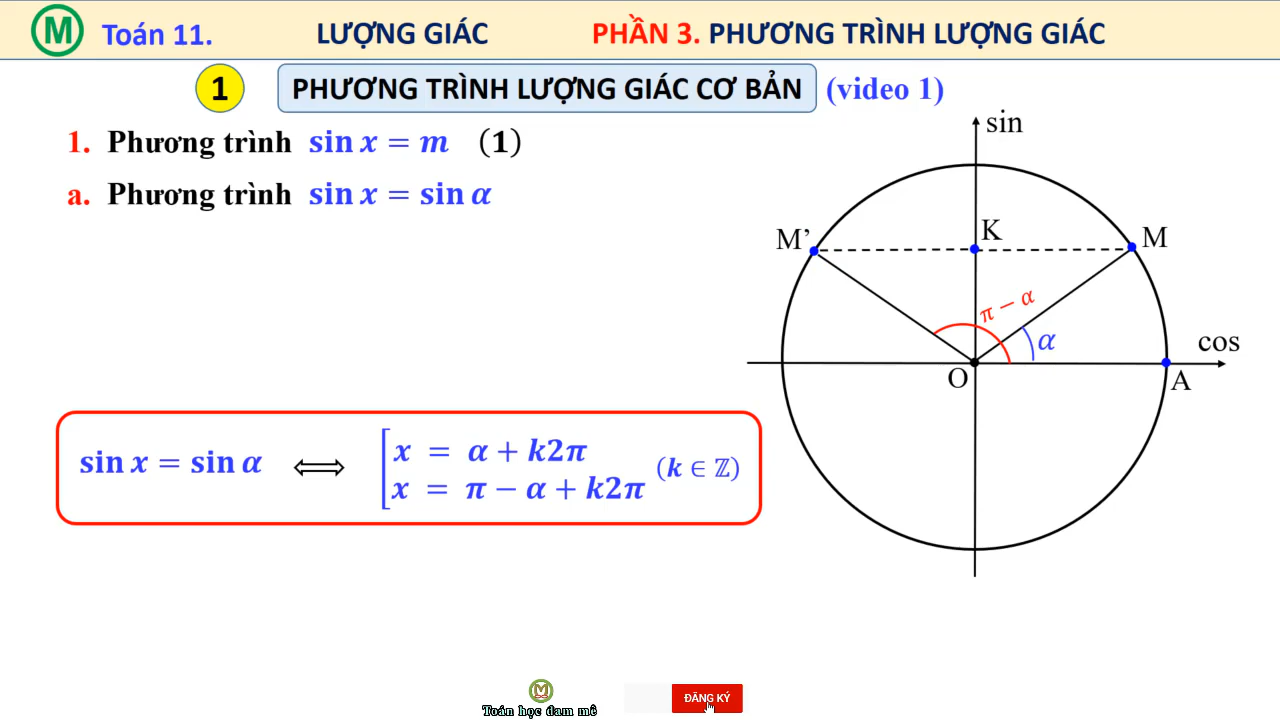 M Toán 11. LƯỢNG GIÁC PHẦN 3. PHƯƠNG TRÌNH LƯỢNG GIÁC
1 PHƯƠNG TRÌNH LƯỢNG GIÁC CƠ BẢN (video 1)
1. Phương trình sin x = m (1)
a. Phương trình sin x = sin α
sin
M’ K M
π − α
α
cos
O A
sin x = sin α ⟺ [ x = α + k2π
x = π − α + k2π (k ∈ ℤ)
Toán học đam mê
ĐĂNG KÝ